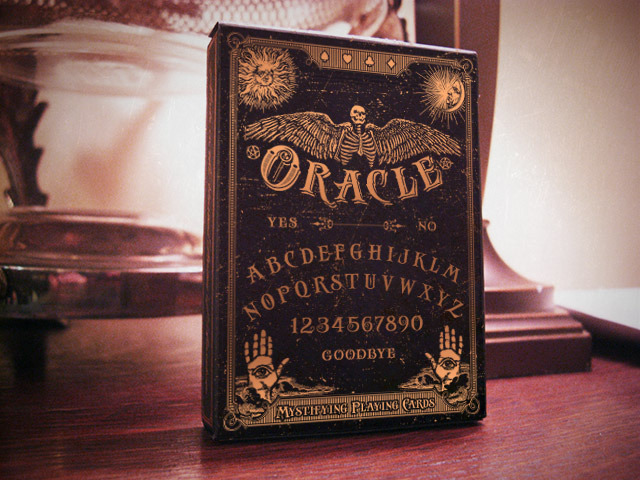 ORACLE
YES NO
ABCDEFGHIJKLM
NOPQRSTUVWXYZ
1234567890
GOODBYE
MYSTIFYING PLAYING CARDS